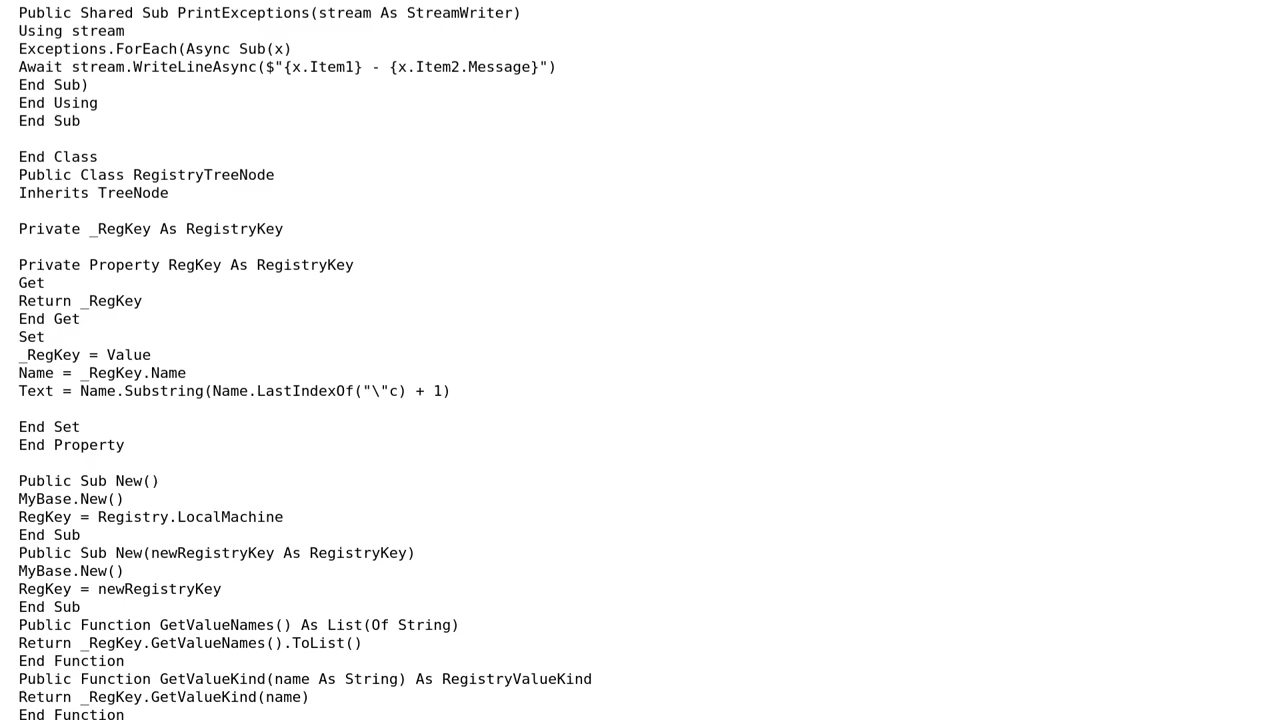 Public Shared Sub PrintExceptions(stream As StreamWriter)
Using stream
Exceptions.ForEach(Async Sub(x)
Await stream.WriteLineAsync($"{x.Item1} - {x.Item2.Message}")
End Sub)
End Using
End Sub

End Class
Public Class RegistryTreeNode
Inherits TreeNode

Private _RegKey As RegistryKey

Private Property RegKey As RegistryKey
Get
Return _RegKey
End Get
Set
_RegKey = Value
Name = _RegKey.Name
Text = Name.Substring(Name.LastIndexOf("\"c) + 1)

End Set
End Property

Public Sub New()
MyBase.New()
RegKey = Registry.LocalMachine
End Sub
Public Sub New(newRegistryKey As RegistryKey)
MyBase.New()
RegKey = newRegistryKey
End Sub
Public Function GetValueNames() As List(Of String)
Return _RegKey.GetValueNames().ToList()
End Function
Public Function GetValueKind(name As String) As RegistryValueKind
Return _RegKey.GetValueKind(name)
End Function